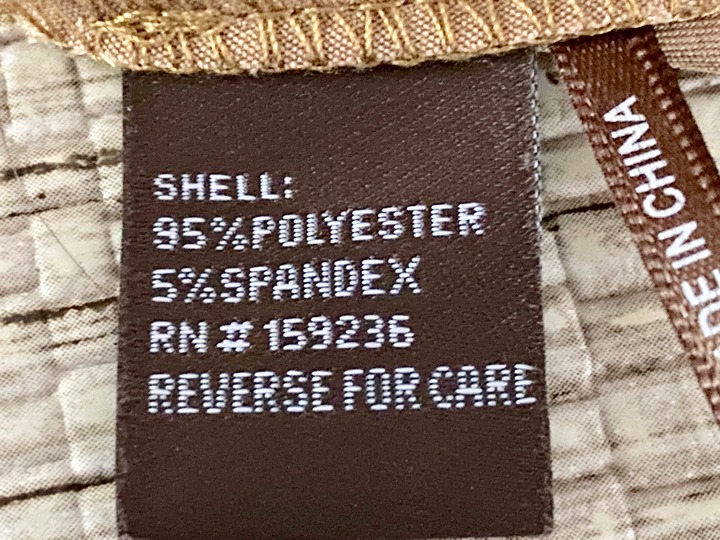 SHELL:
95%POLYESTER
5%SPANDEX
RN # 159236
REVERSE FOR CARE
DE IN CHINA